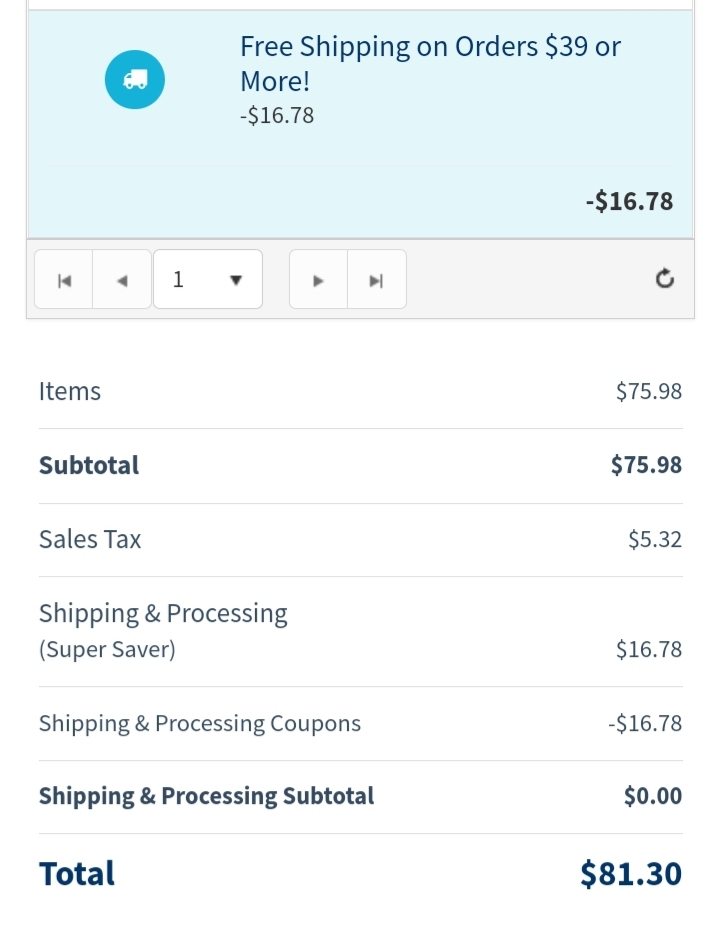 Free Shipping on Orders $39 or
More!
-$16.78
-$16.78
1
Items $75.98
Subtotal $75.98
Sales Tax $5.32
Shipping & Processing
(Super Saver) $16.78
Shipping & Processing Coupons -$16.78
Shipping & Processing Subtotal $0.00
Total $81.30